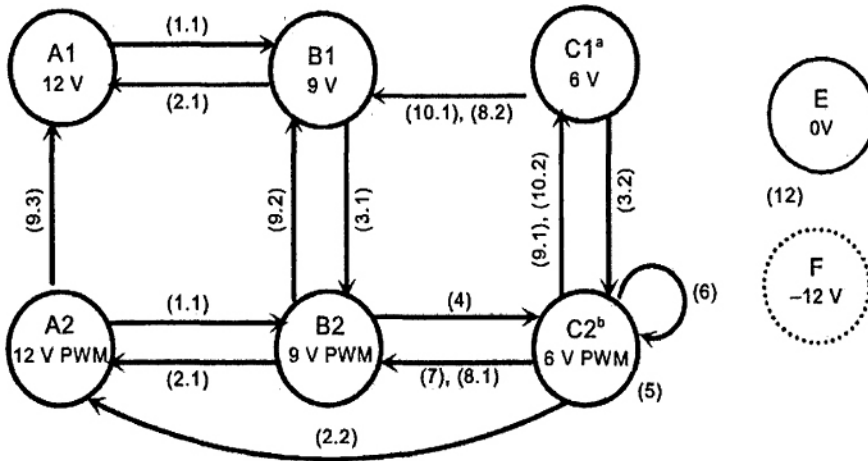 A1
12 V
(1.1)
(2.1)
B1
9 V
(10.1), (8.2)
C1ᵃ
6 V
E
0V
(9.3)
(9.2)
(3.1)
(9.1), (10.2)
(3.2)
(12)
F
–12 V
A2
12 V PWM
(1.1)
(2.1)
B2
9 V PWM
(4)
(7), (8.1)
C2ᵇ
6 V PWM
(6)
(5)
(2.2)